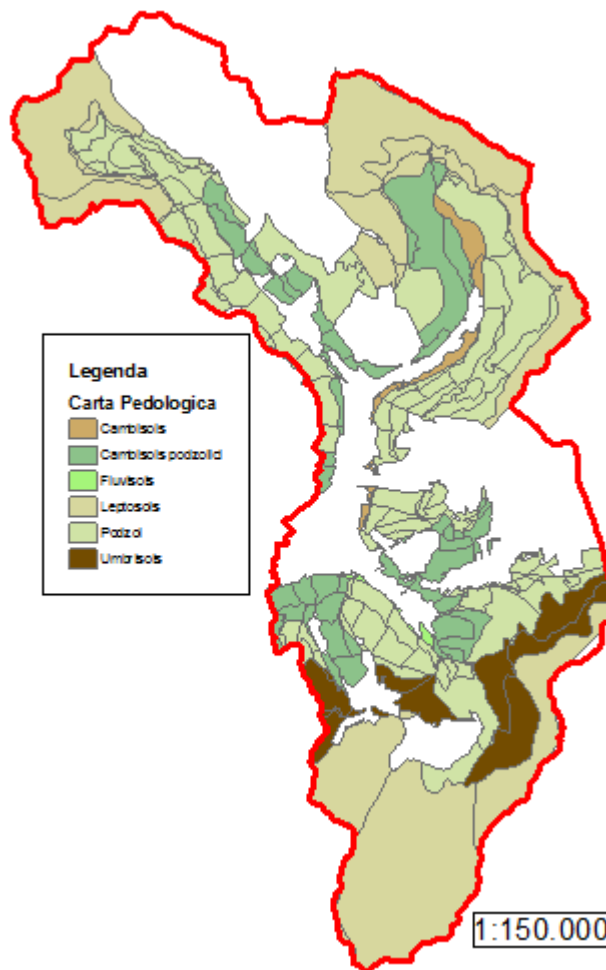 Legenda
Carta Pedologica
Cambisols
Cambisols podzolici
Fluvisols
Leptosols
Podzol
Umbrisols
1:150.000